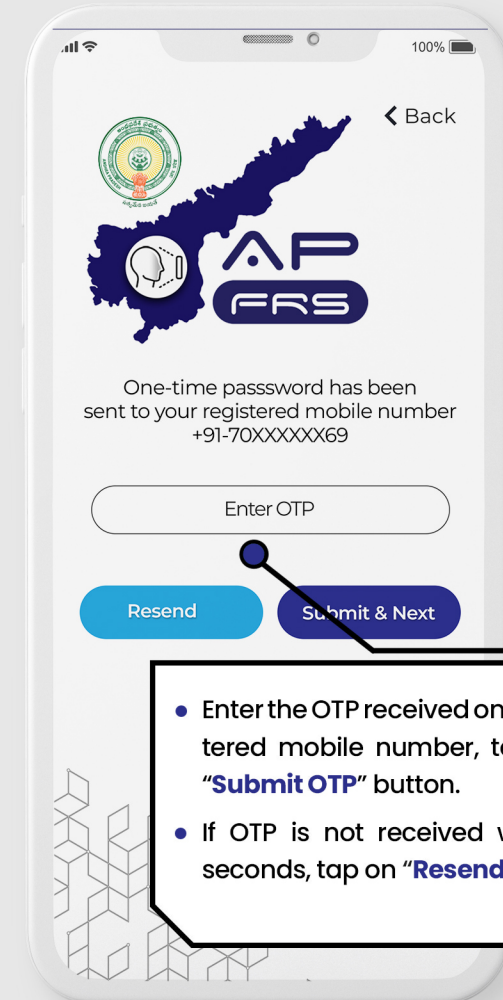 100%
Back
AP
FRS
One-time passsword has been
sent to your registered mobile number
+91-70XXXXXX69
Enter OTP
Resend
Submit & Next
Enter the OTP received on
tered mobile number,
“Submit OTP” button.
If OTP is not received
seconds, tap on “Resend